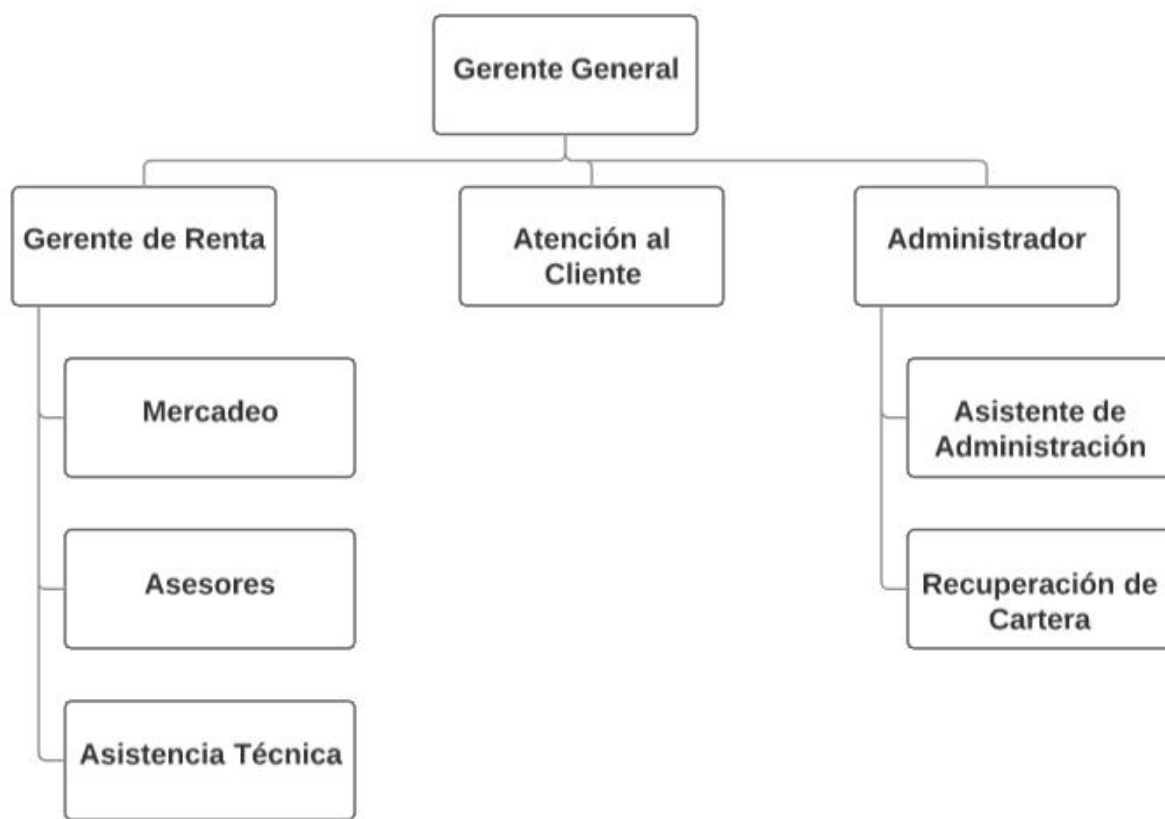 Gerente General
Gerente de Renta
Atención al
Cliente
Administrador
Mercadeo
Asistente de
Administración
Asesores
Recuperación de
Cartera
Asistencia Técnica